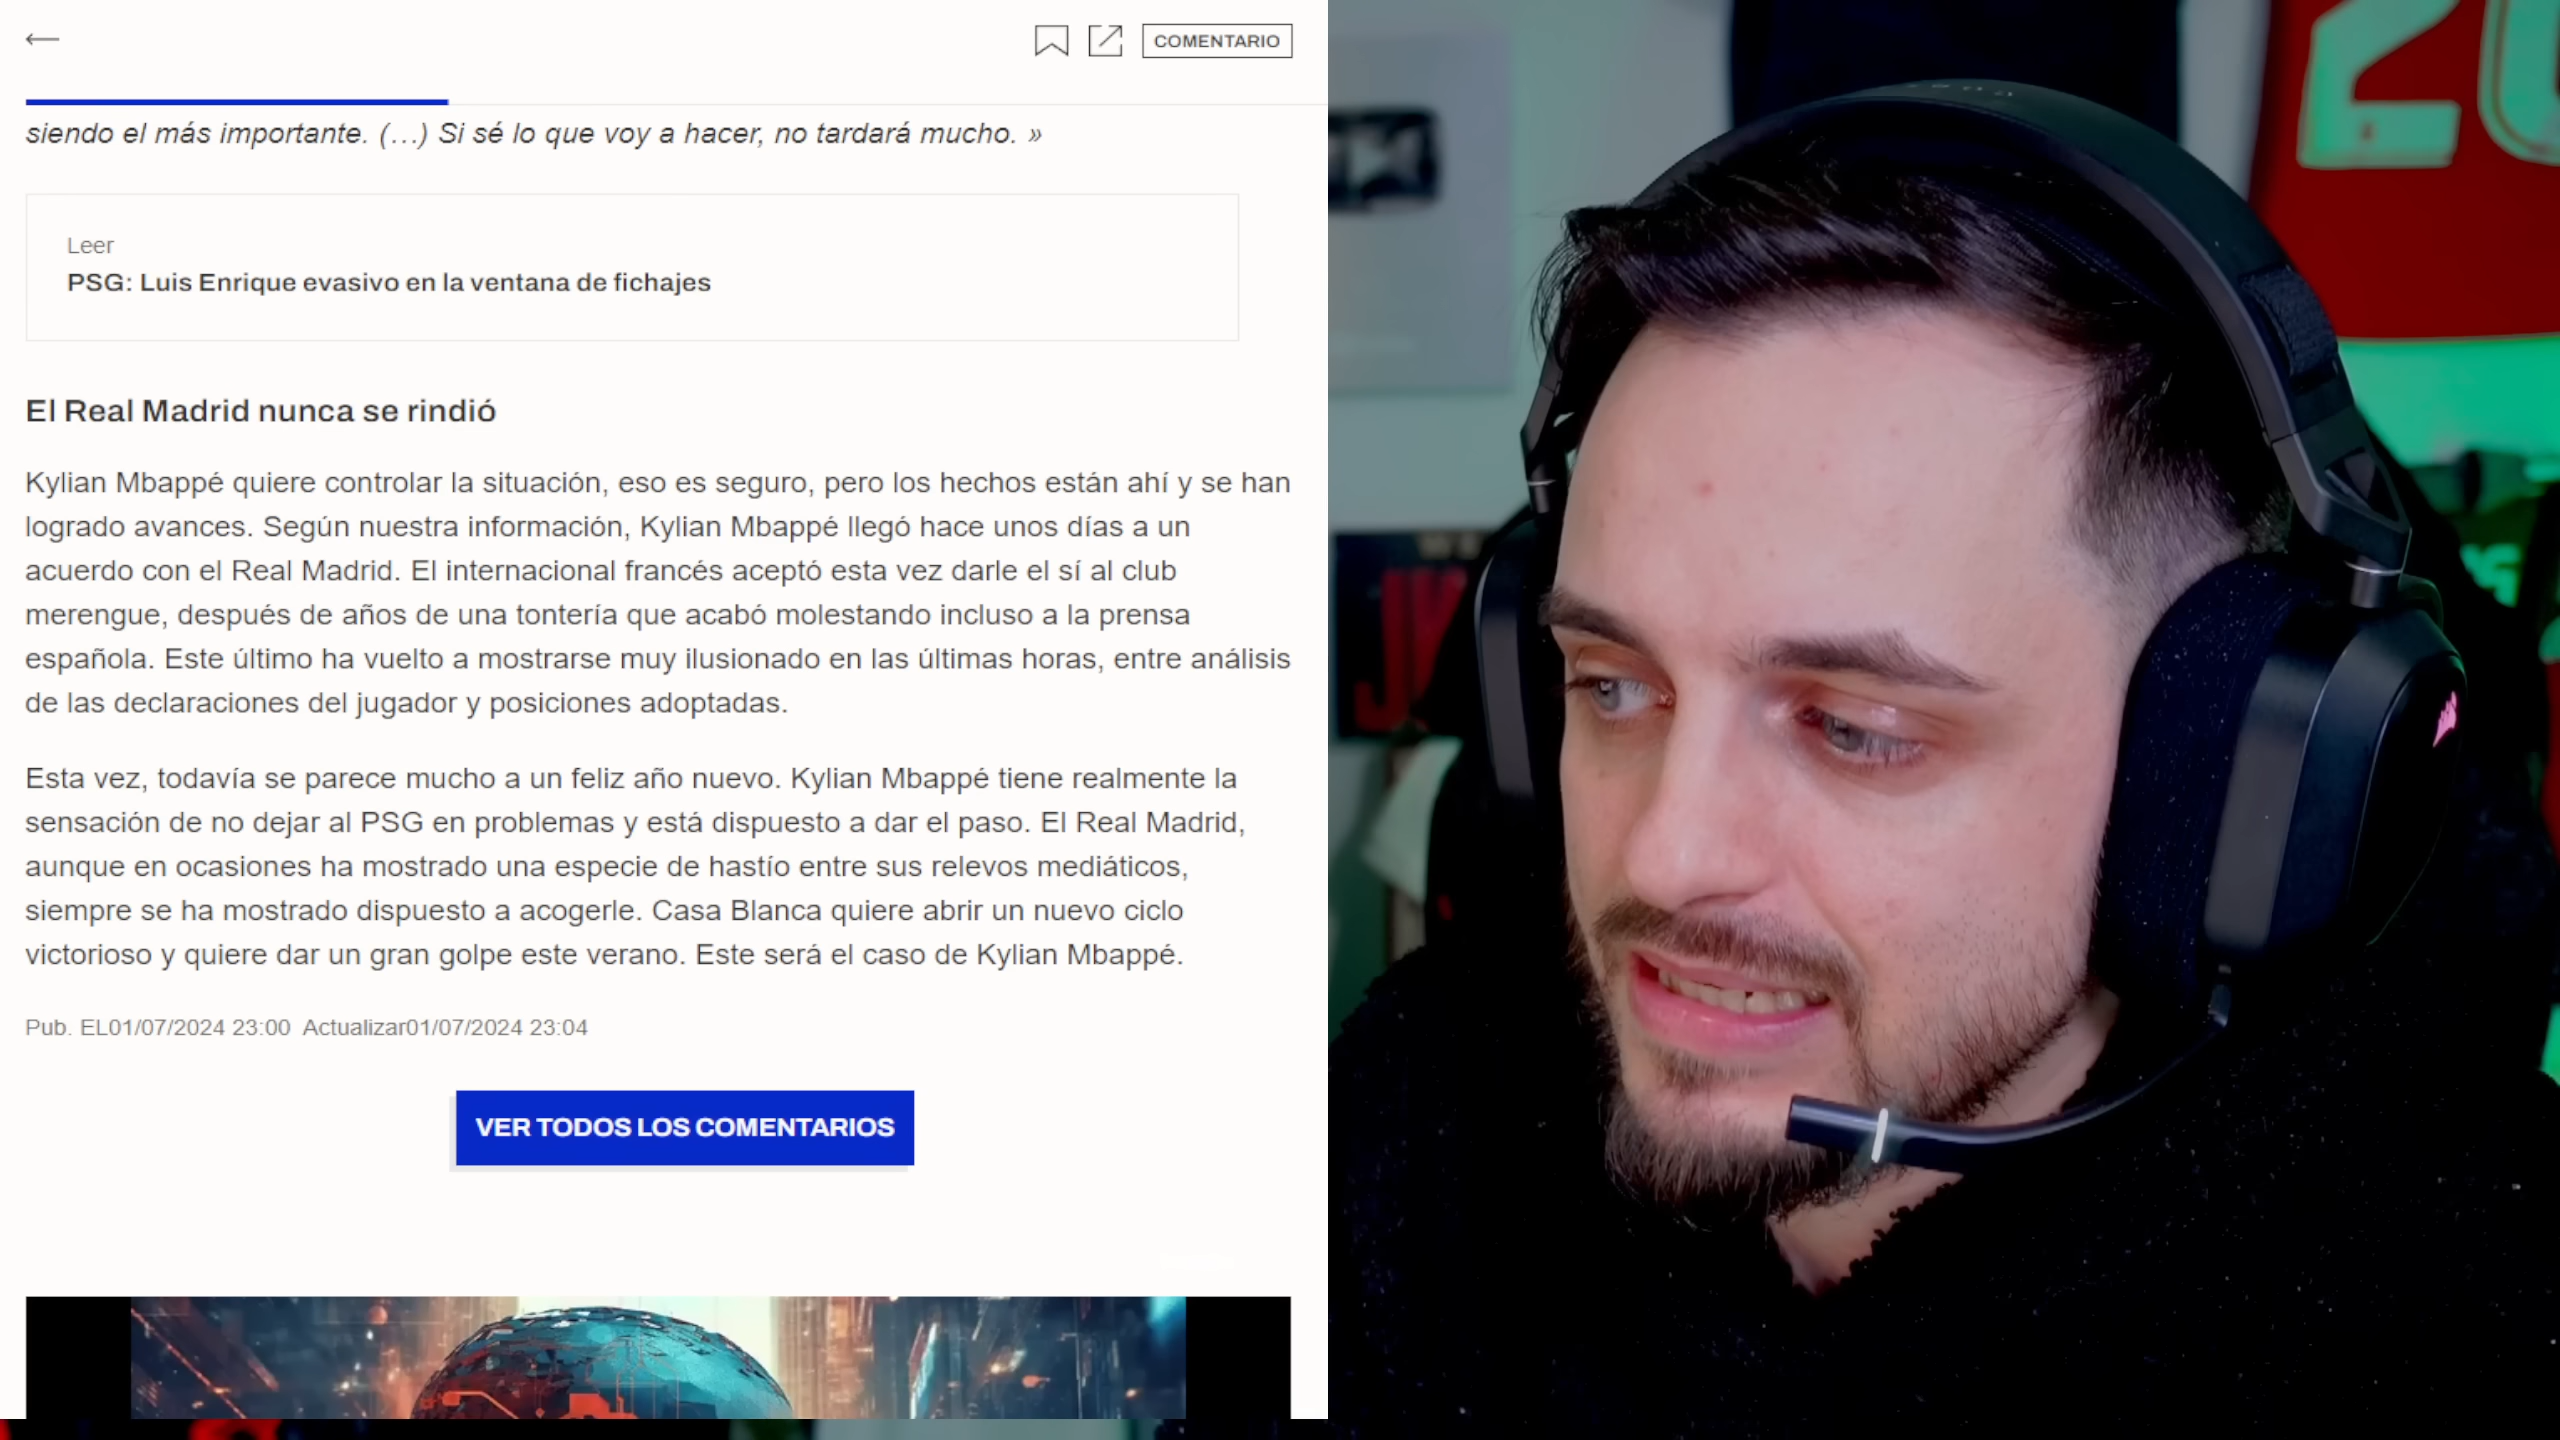 COMENTARIO
siendo el más importante. (…) Si sé lo que voy a hacer, no tardará mucho. »
Leer
PSG: Luis Enrique evasivo en la ventana de fichajes
El Real Madrid nunca se rindió
Kylian Mbappé quiere controlar la situación, eso es seguro, pero los hechos están ahí y se han
logrado avances. Según nuestra información, Kylian Mbappé llegó hace unos días a un
acuerdo con el Real Madrid. El internacional francés aceptó esta vez darle el sí al club
merengue, después de años de una tontería que acabó molestando incluso a la prensa
española. Este último ha vuelto a mostrarse muy ilusionado en las últimas horas, entre análisis
de las declaraciones del jugador y posiciones adoptadas.
Esta vez, todavía se parece mucho a un feliz año nuevo. Kylian Mbappé tiene realmente la
sensación de no dejar al PSG en problemas y está dispuesto a dar el paso. El Real Madrid,
aunque en ocasiones ha mostrado una especie de hastío entre sus relevos mediáticos,
siempre se ha mostrado dispuesto a acogerle. Casa Blanca quiere abrir un nuevo ciclo
victorioso y quiere dar un gran golpe este verano. Este será el caso de Kylian Mbappé.
Pub. EL01/07/2024 23:00 Actualizar01/07/2024 23:04
VER TODOS LOS COMENTARIOS
20